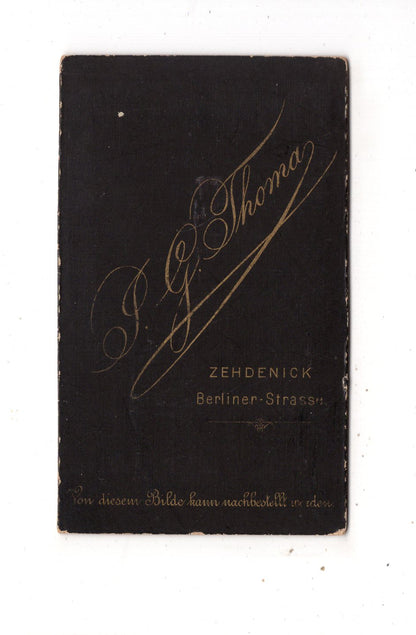 P. G. Thoma
ZEHDENICK
Berliner-Strasse.
Von diesem Bilde kann nachbestellt werden.